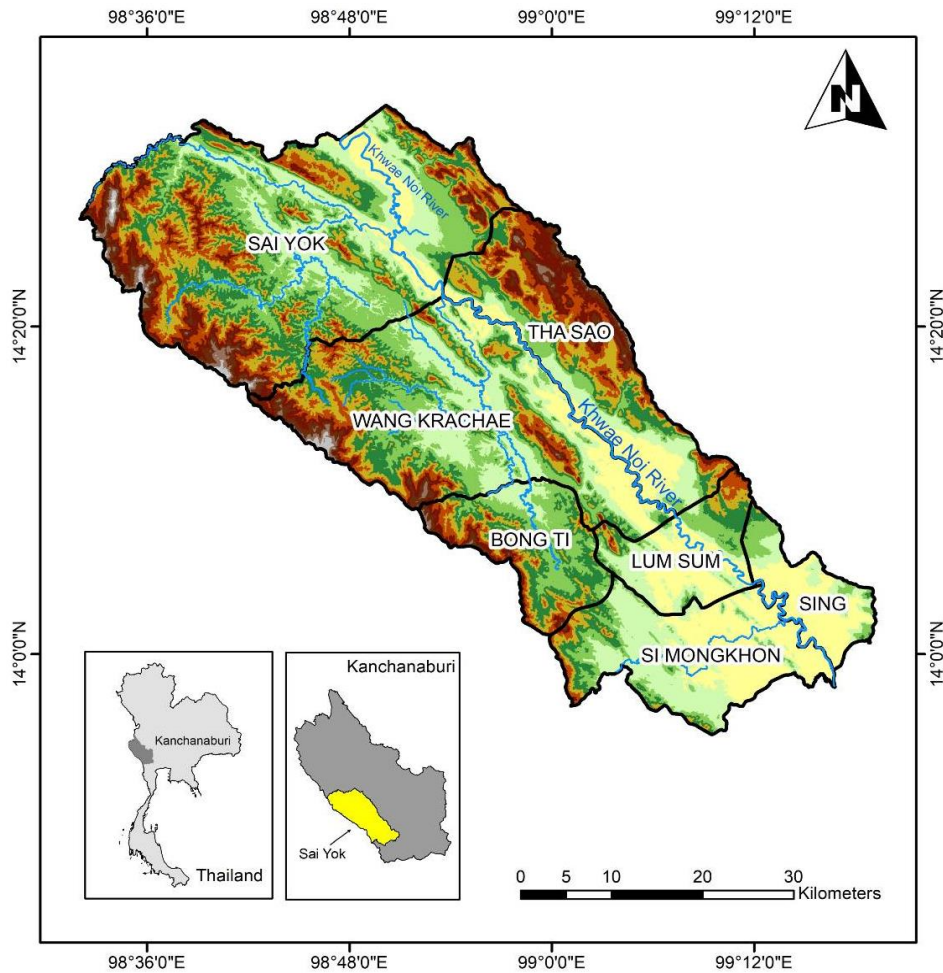 98°36'0"E 98°48'0"E 99°0'0"E 99°12'0"E
N
Khwae Noi River
SAI YOK
14°20'0"N 14°20'0"N
THA SAO
WANG KRACHAE
Khwae Noi River
BONG TI
LUM SUM
SING
14°0'0"N 14°0'0"N
SI MONGKHON
Kanchanaburi
Kanchanaburi
Sai Yok
Thailand
0 5 10 20 30
Kilometers
98°36'0"E 98°48'0"E 99°0'0"E 99°12'0"E